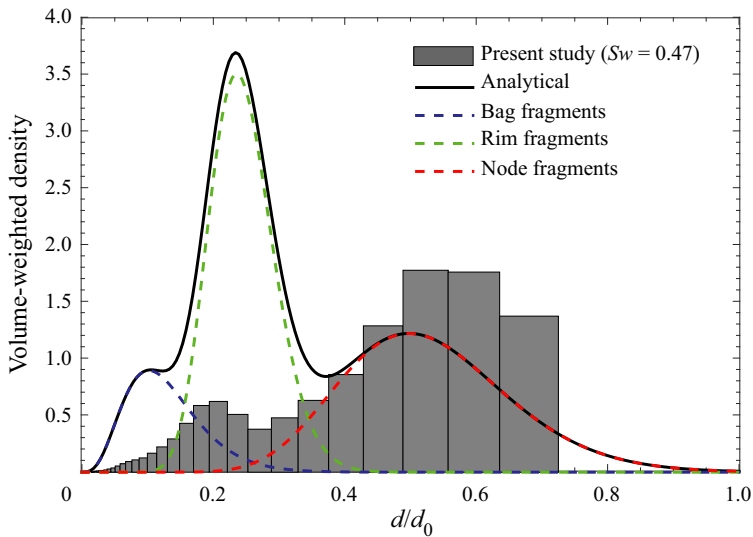 4.0
3.5
3.0
2.5
2.0
1.5
1.0
0.5
Volume-weighted density
Present study (Sw = 0.47)
Analytical
Bag fragments
Rim fragments
Node fragments
0 0.2 0.4 0.6 0.8 1.0
d/d0